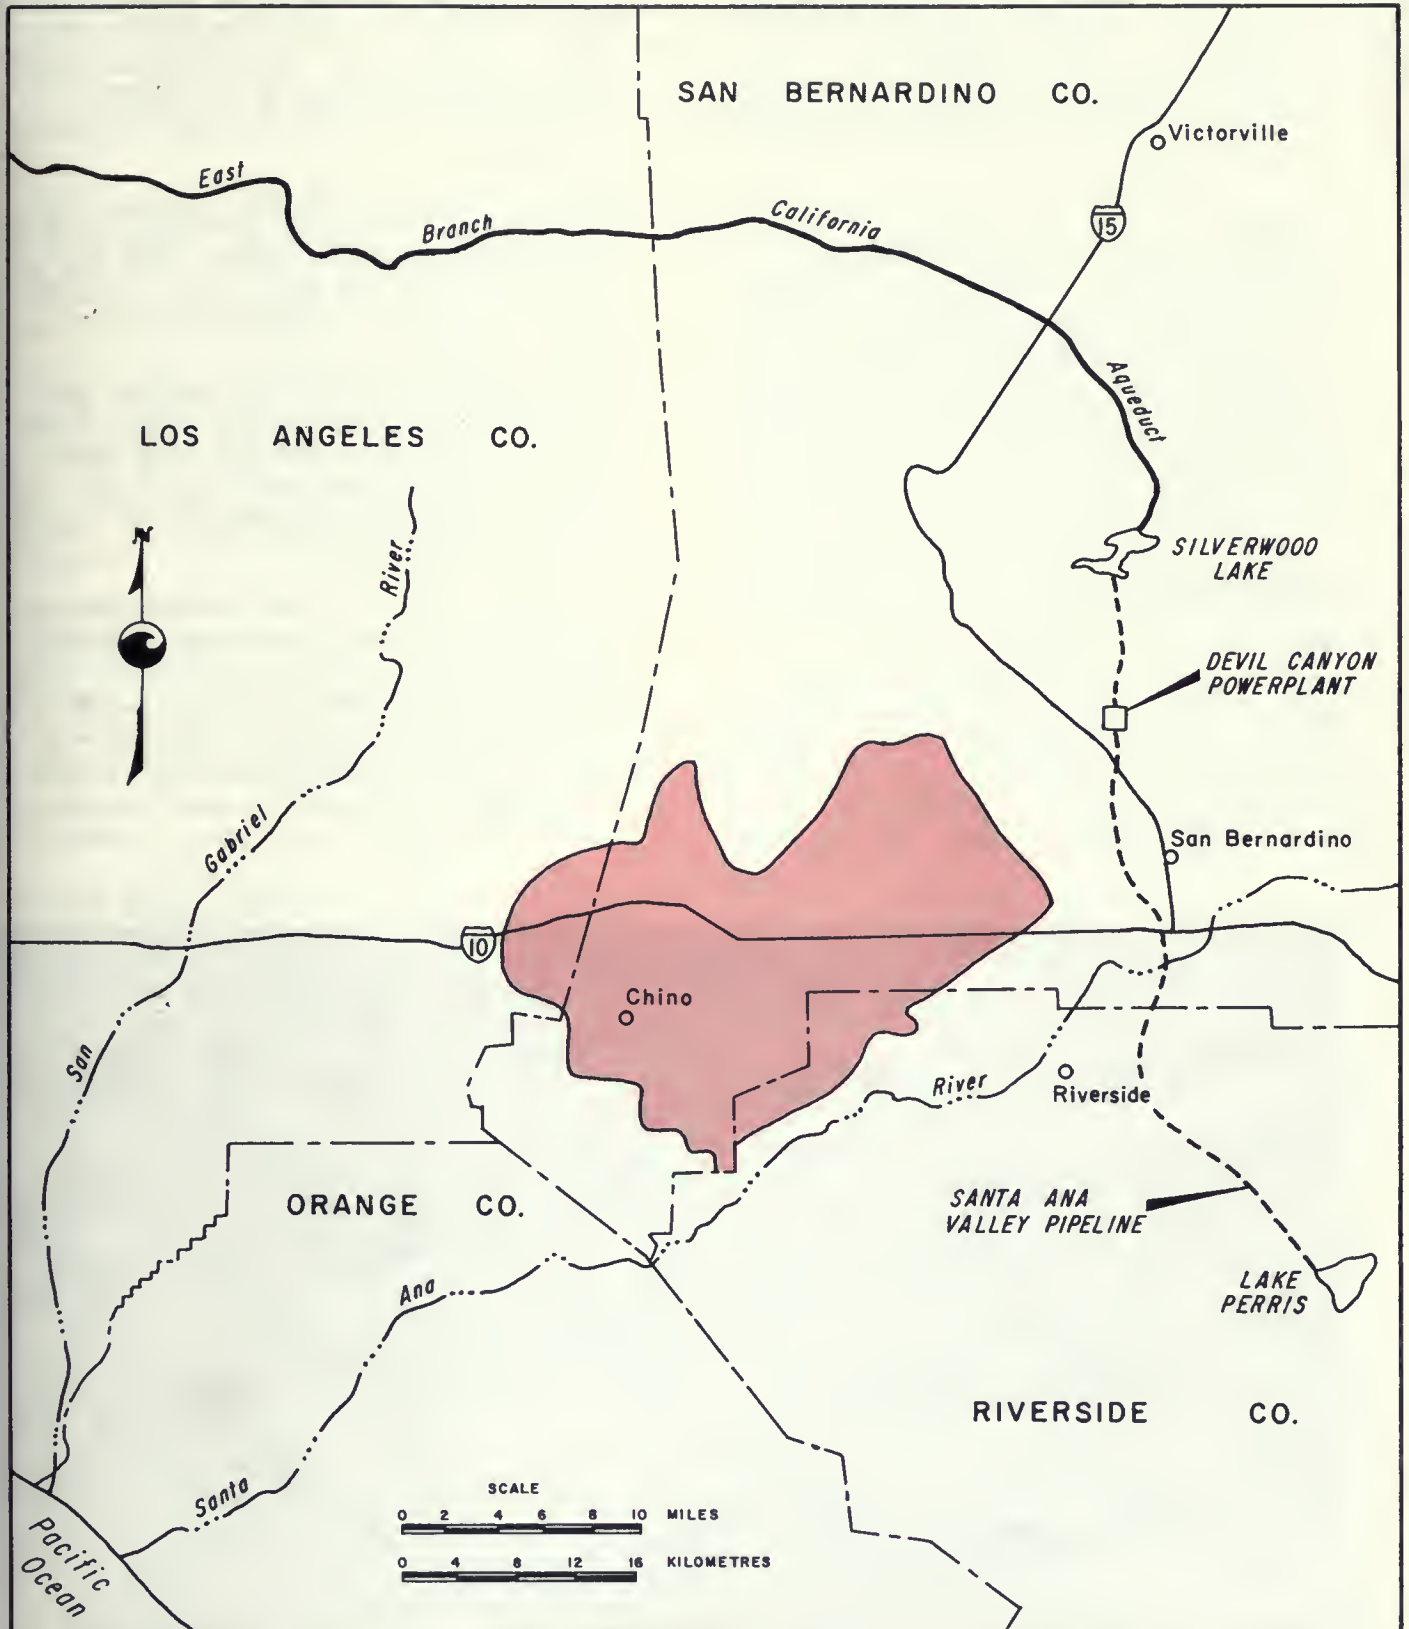 SAN BERNARDINO CO.
Victorville
East
Branch
California
15
Aqueduct
LOS ANGELES CO.
N
River
SILVERWOOD
LAKE
DEVIL CANYON
POWERPLANT
Gabriel
San Bernardino
10
Chino
San
River
Riverside
ORANGE CO.
SANTA ANA
VALLEY PIPELINE
Ana
LAKE
PERRIS
RIVERSIDE CO.
Santa
SCALE
0 2 4 6 8 10 MILES
0 4 8 12 16 KILOMETRES
Pacific
Ocean